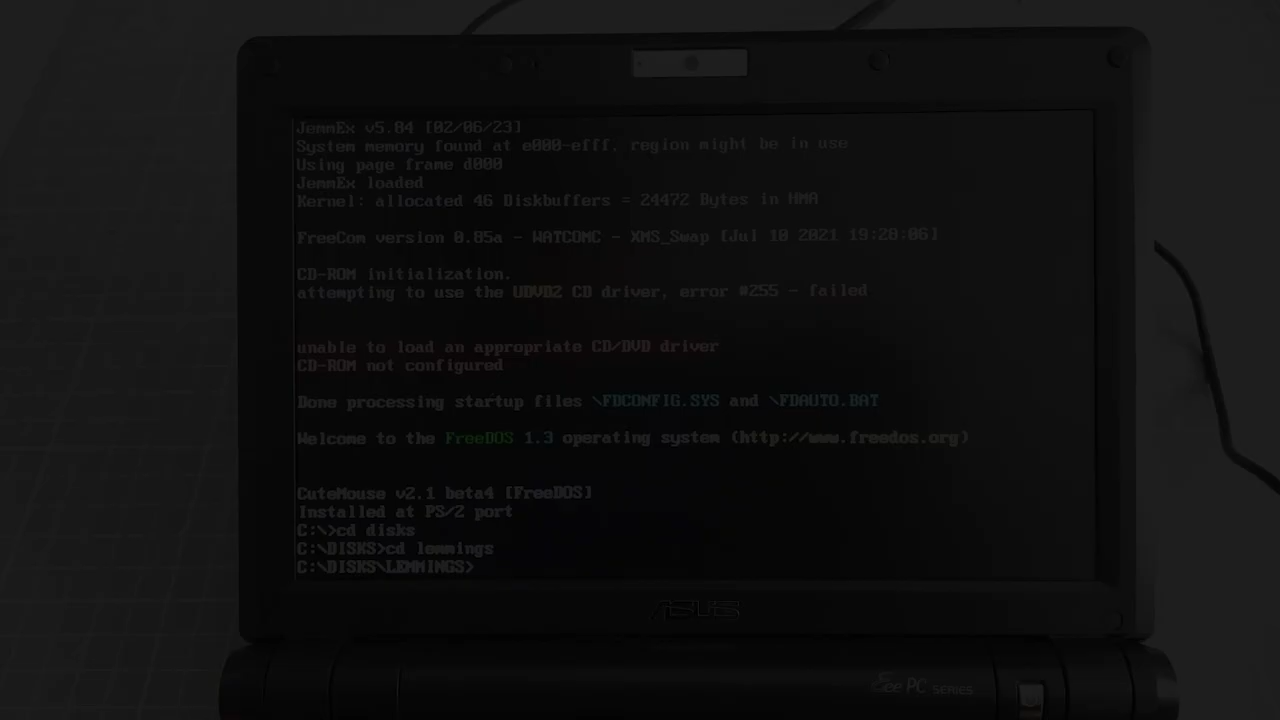 JemmEx v5.84 [02/06/23]
System memory found at e000-efff, region might be in use
Using page frame d000
JemmEx loaded
Kernel: allocated 46 Diskbuffers = 24472 Bytes in HMA
FreeCom version 0.85a - WATCOMC - XMS_Swap [Jul 10 2021 19:28:06]
CD-ROM initialization.
attempting to use the UDVD2 CD driver, error #255 - failed
unable to load an appropriate CD/DVD driver
CD-ROM not configured
Done processing startup files \FDCONFIG.SYS and \FDAUTO.BAT
Welcome to the FreeDOS 1.3 operating system (http://www.freedos.org)
CuteMouse v2.1 beta4 [FreeDOS]
Installed at PS/2 port
C:\>cd disks
C:\DISKS>cd lemmings
C:\DISKS\LEMMINGS>
ASUS
Eee PC SERIES